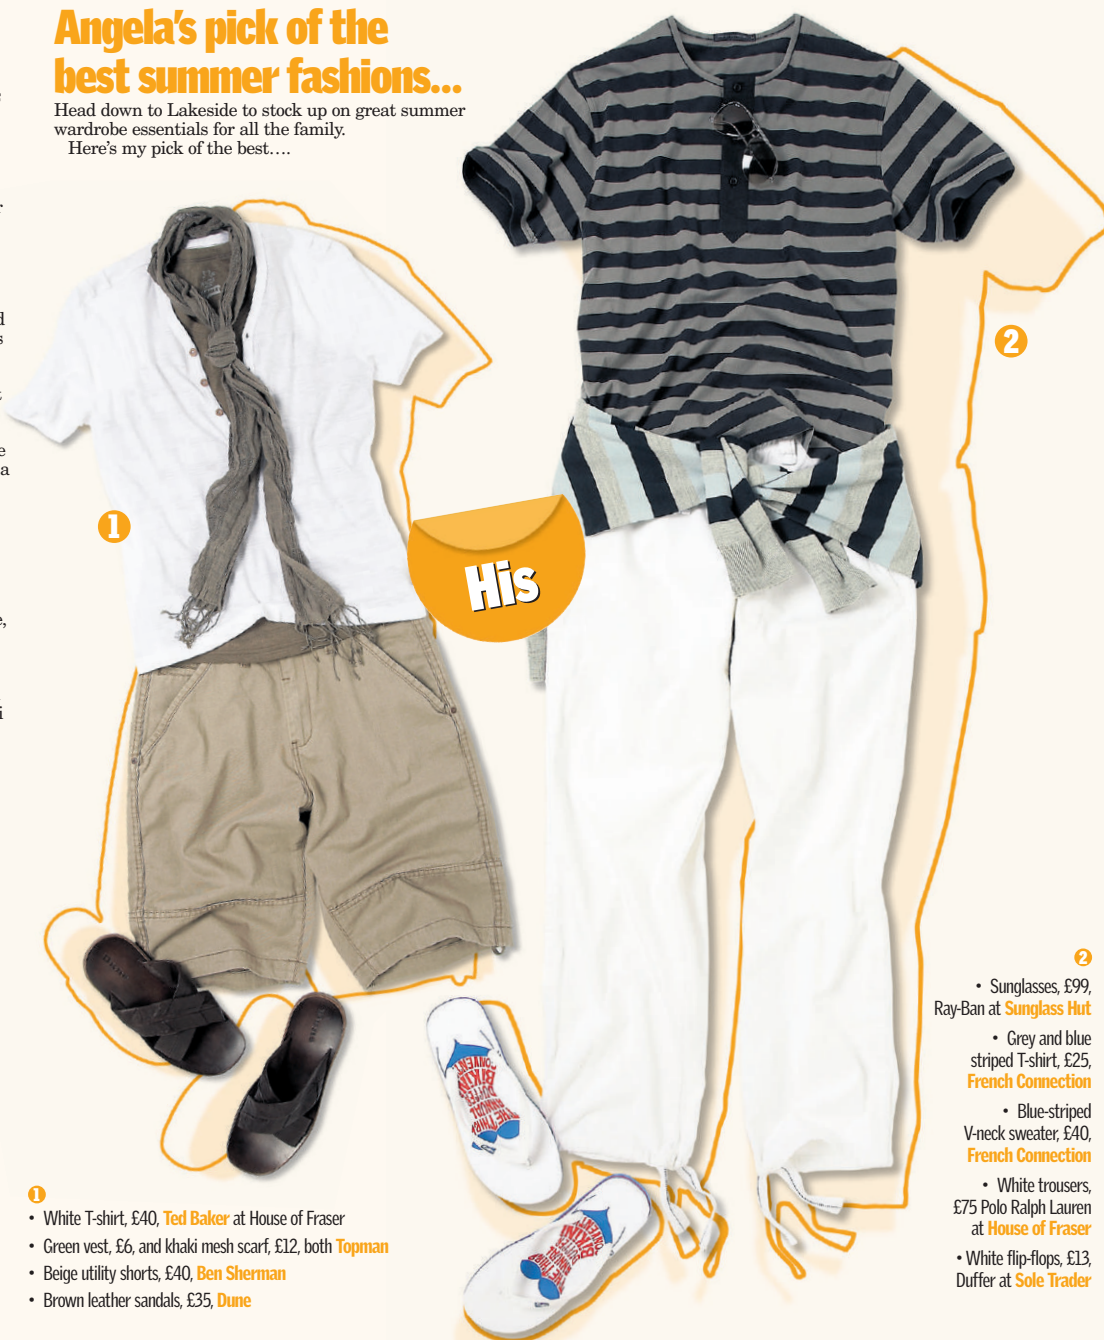 Angela's pick of the
best summer fashions...
Head down to Lakeside to stock up on great summer
wardrobe essentials for all the family.
Here's my pick of the best....
1
2
His
1
• White T-shirt, £40, Ted Baker at House of Fraser
• Green vest, £6, and khaki mesh scarf, £12, both Topman
• Beige utility shorts, £40, Ben Sherman
• Brown leather sandals, £35, Dune
2
• Sunglasses, £99,
Ray-Ban at Sunglass Hut
• Grey and blue
striped T-shirt, £25,
French Connection
• Blue-striped
V-neck sweater, £40,
French Connection
• White trousers,
£75 Polo Ralph Lauren
at House of Fraser
• White flip-flops, £13,
Duffer at Sole Trader